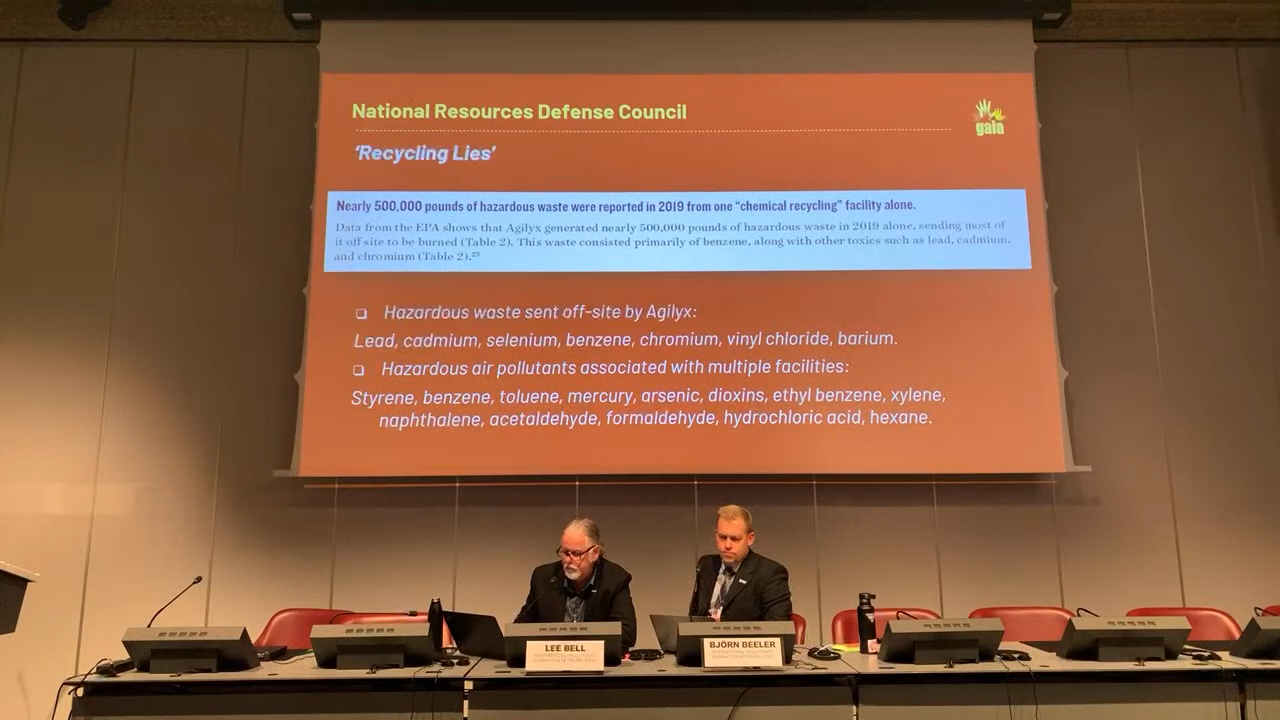 National Resources Defense Council
gaia
'Recycling Lies'
Nearly 500,000 pounds of hazardous waste were reported in 2019 from one “chemical recycling” facility alone.
Data from the EPA shows that Agilyx generated nearly 500,000 pounds of hazardous waste in 2019 alone, sending most of
it off site to be burned (Table 2). This waste consisted primarily of benzene, along with other toxics such as lead, cadmium,
and chromium (Table 2).²³
❑ Hazardous waste sent off-site by Agilyx:
Lead, cadmium, selenium, benzene, chromium, vinyl chloride, barium.
❑ Hazardous air pollutants associated with multiple facilities:
Styrene, benzene, toluene, mercury, arsenic, dioxins, ethyl benzene, xylene,
naphthalene, acetaldehyde, formaldehyde, hydrochloric acid, hexane.
LEE BELL
BJÖRN BEELER